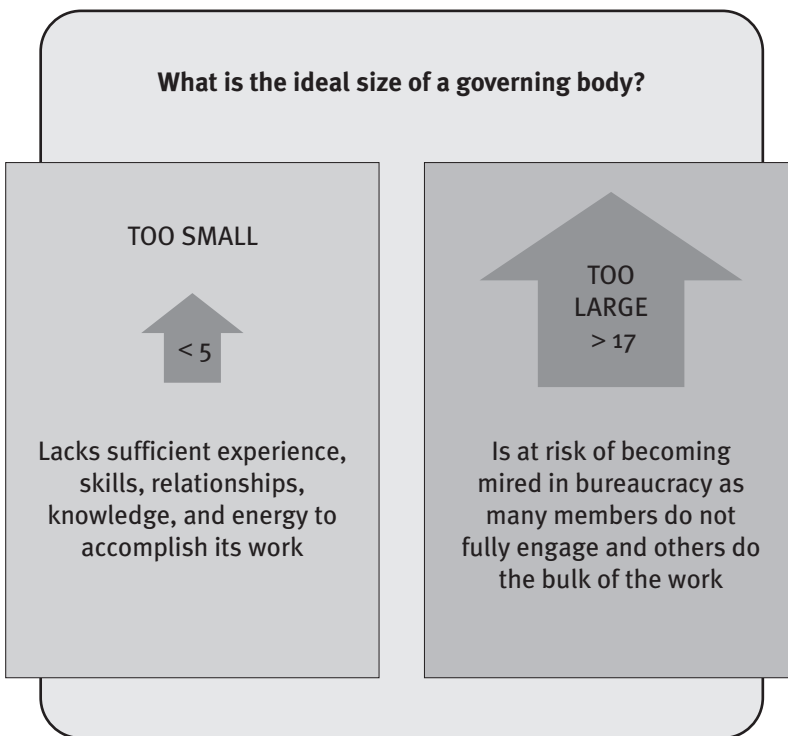 What is the ideal size of a governing body?
TOO SMALL
< 5
Lacks sufficient experience,
skills, relationships,
knowledge, and energy to
accomplish its work
TOO
LARGE
> 17
Is at risk of becoming
mired in bureaucracy as
many members do not
fully engage and others do
the bulk of the work